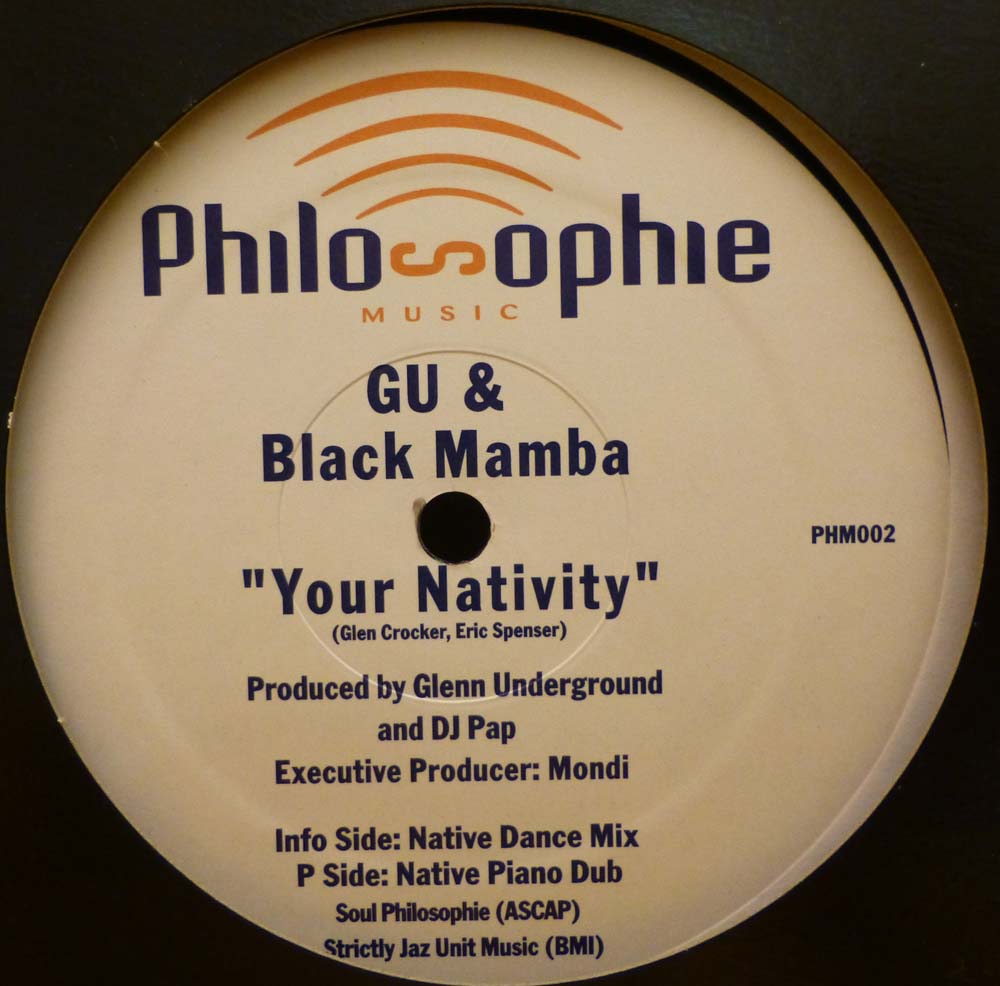 Philosophie
MUSIC
GU &
Black Mamba
PHM002
"Your Nativity"
(Glen Crocker, Eric Spenser)
Produced by Glenn Underground
and DJ Pap
Executive Producer: Mondi
Info Side: Native Dance Mix
P Side: Native Piano Dub
Soul Philosophie (ASCAP)
Strictly Jaz Unit Music (BMI)